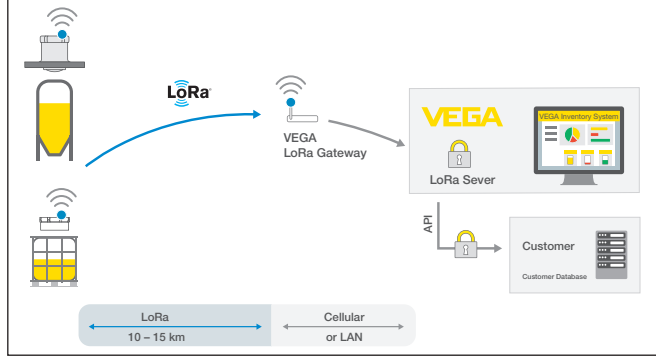 LoRa
VEGA
LoRa Gateway
VEGA
LoRa Sever
VEGA Inventory System
API
Customer
Customer Database
LoRa
10 – 15 km
Cellular
or LAN